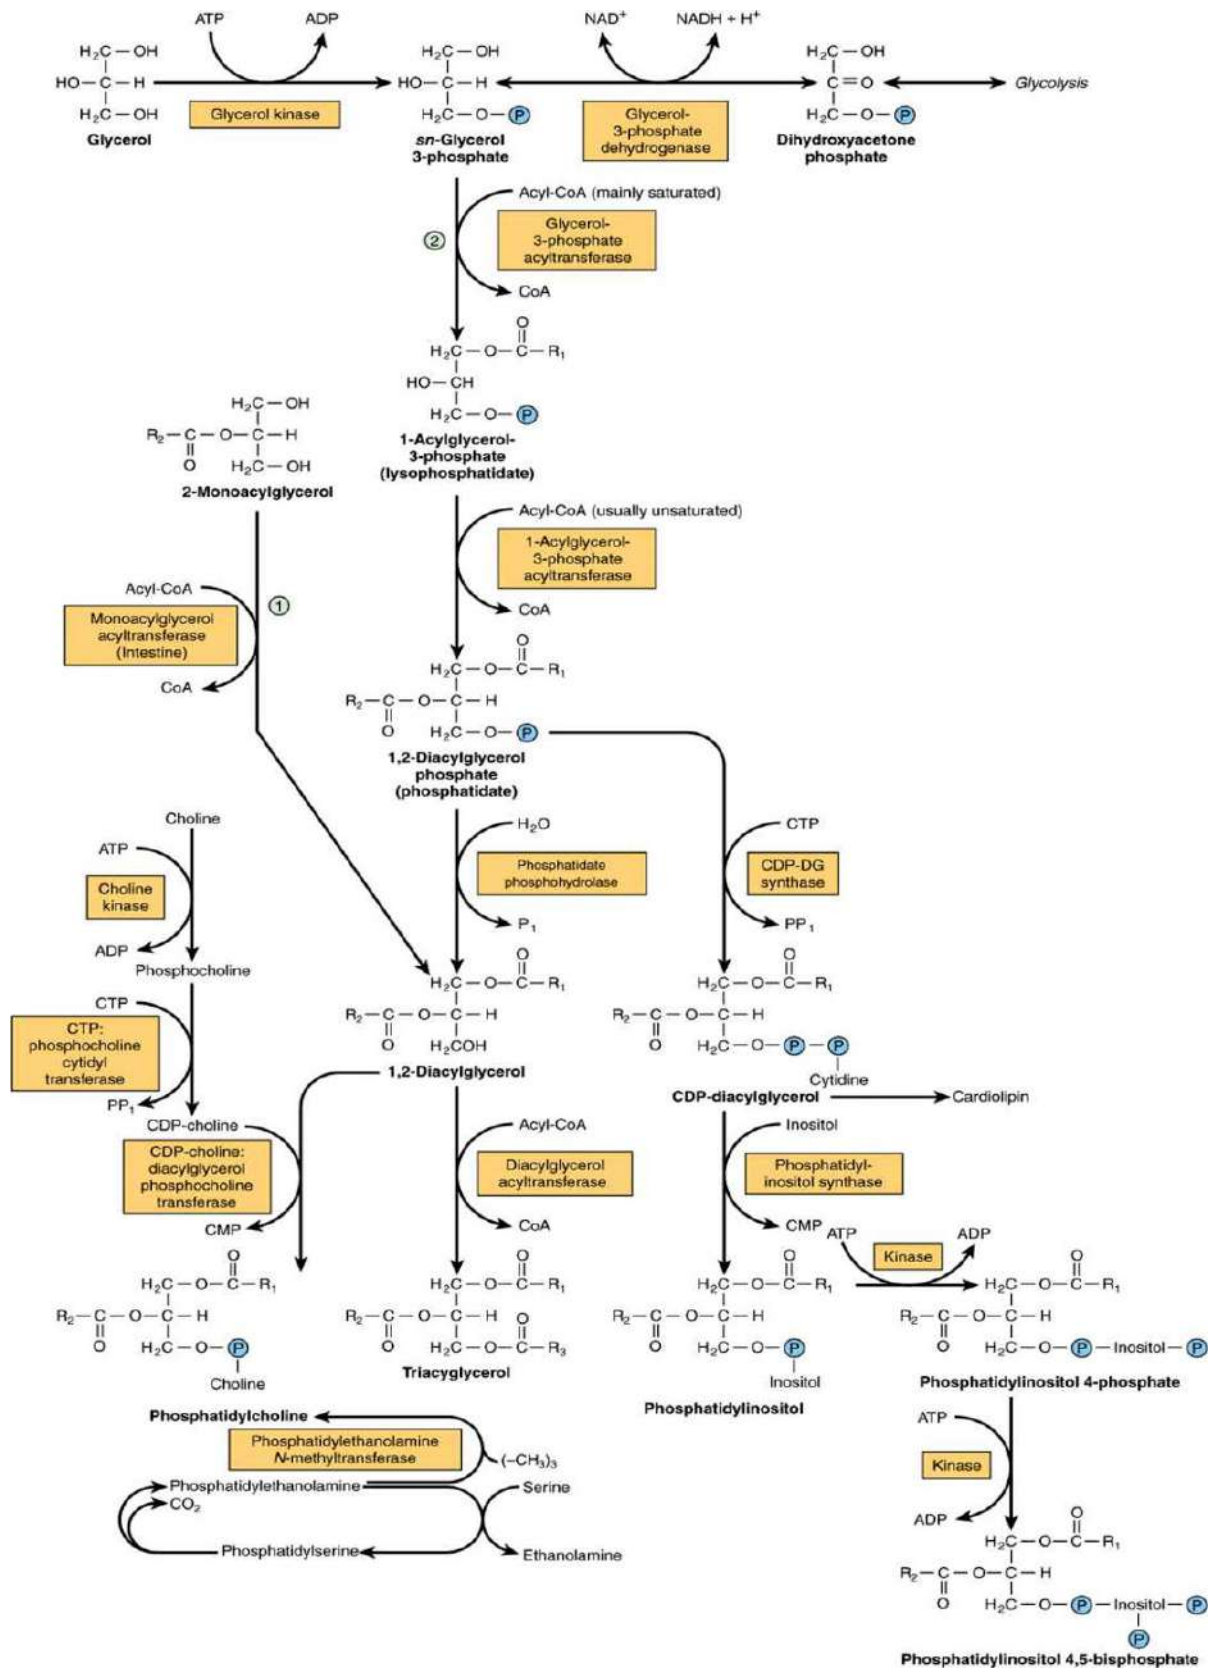 ATP
ADP
NAD⁺
NADH + H⁺
H₂C — OH
HO — C — H
H₂C — OH
Glycerol
Glycerol kinase
H₂C — OH
HO — C — H
H₂C — O — P
sn-Glycerol
3-phosphate
Glycerol-
3-phosphate
dehydrogenase
H₂C — OH
C = O
H₂C — O — P
Dihydroxyacetone
phosphate
Glycolysis
Acyl-CoA (mainly saturated)
2
Glycerol-
3-phosphate
acyltransferase
CoA
O
H₂C — O — C — R₁
HO — CH
H₂C — O — P
1-Acylglycerol-
3-phosphate
(lysophosphatidate)
H₂C — OH
R₂ — C — O — C — H
O H₂C — OH
2-Monoacylglycerol
Acyl-CoA (usually unsaturated)
1-Acylglycerol-
3-phosphate
acyltransferase
CoA
Acyl-CoA
1
Monoacylglycerol
acyltransferase
(Intestine)
CoA
O
H₂C — O — C — R₁
R₂ — C — O — C — H
O H₂C — O — P
1,2-Diacylglycerol
phosphate
(phosphatidate)
Choline
ATP
Choline
kinase
ADP
Phosphocholine
H₂O
Phosphatidate
phosphohydrolase
P₁
CTP
CDP-DG
synthase
PP₁
CTP
CTP:
phosphocholine
cytidyl
transferase
PP₁
CDP-choline
O
H₂C — O — C — R₁
R₂ — C — O — C — H
O H₂COH
1,2-Diacylglycerol
O
H₂C — O — C — R₁
R₂ — C — O — C — H
O H₂C — O — P — P
Cytidine
CDP-diacylglycerol
Cardiolipin
CDP-choline:
diacylglycerol
phosphocholine
transferase
CMP
Acyl-CoA
Diacylglycerol
acyltransferase
CoA
Inositol
Phosphatidyl-
inositol synthase
CMP
ATP
Kinase
ADP
O
H₂C — O — C — R₁
R₂ — C — O — C — H
O H₂C — O — P
Choline
Phosphatidylcholine
O
H₂C — O — C — R₁
R₂ — C — O — C — H O
O H₂C — O — C — R₃
Triacyglycerol
O
H₂C — O — C — R₁
R₂ — C — O — C — H
O H₂C — O — P
Inositol
Phosphatidylinositol
O
H₂C — O — C — R₁
R₂ — C — O — C — H
O H₂C — O — P — Inositol — P
Phosphatidylinositol 4-phosphate
Phosphatidylethanolamine
N-methyltransferase
(–CH₃)₃
Phosphatidylethanolamine
CO₂
Serine
Phosphatidylserine
Ethanolamine
ATP
Kinase
ADP
O
H₂C — O — C — R₁
R₂ — C — O — C — H
O H₂C — O — P — Inositol — P
P
Phosphatidylinositol 4,5-bisphosphate